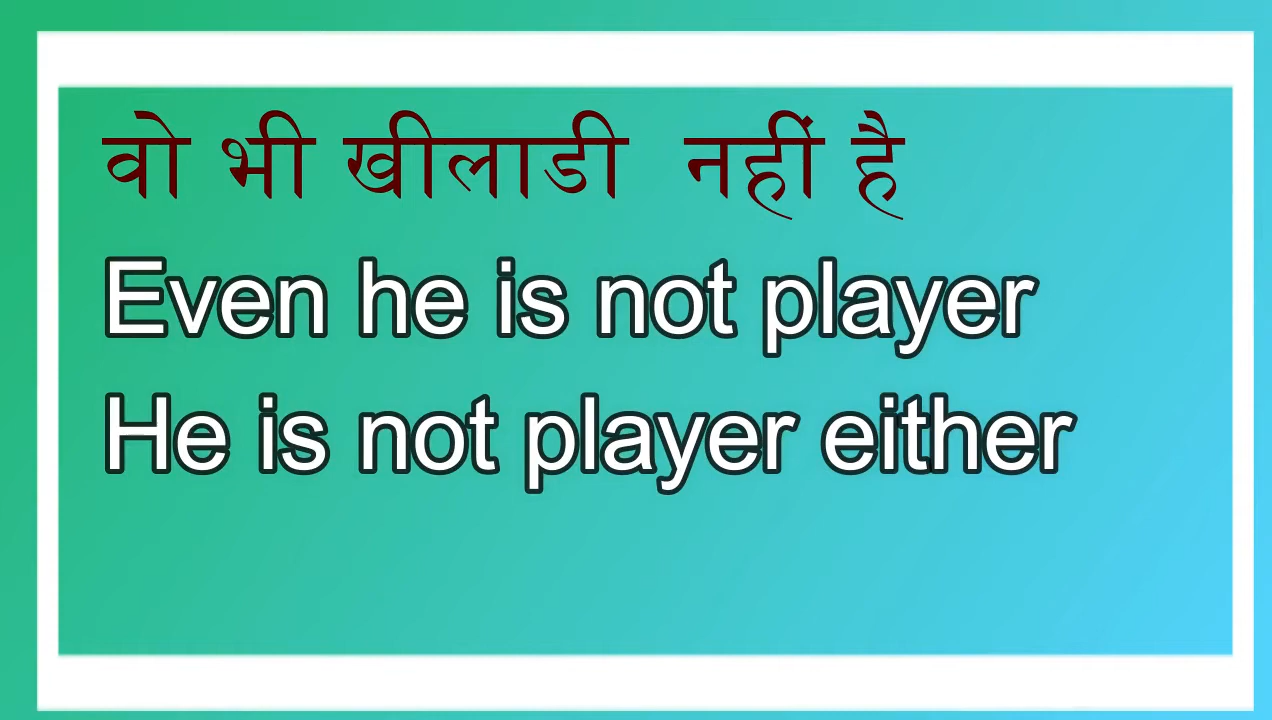 वो भी खीलाडी नहीं है
Even he is not player
He is not player either